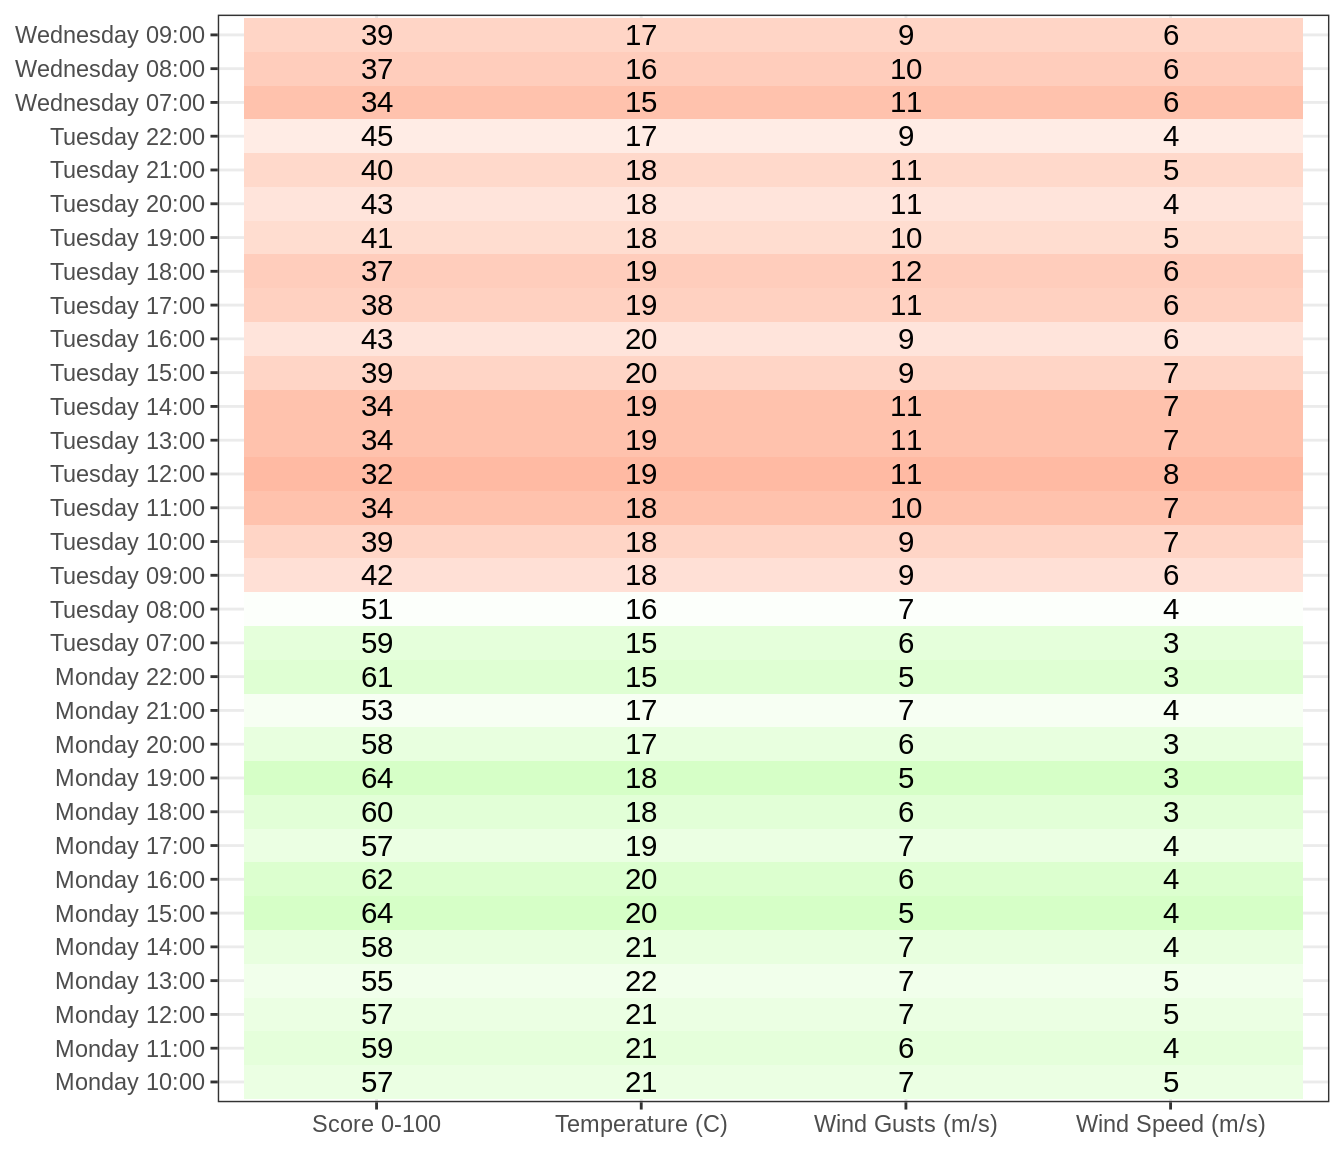 Wednesday 09:00 39 17 9 6
Wednesday 08:00 37 16 10 6
Wednesday 07:00 34 15 11 6
Tuesday 22:00 45 17 9 4
Tuesday 21:00 40 18 11 5
Tuesday 20:00 43 18 11 4
Tuesday 19:00 41 18 10 5
Tuesday 18:00 37 19 12 6
Tuesday 17:00 38 19 11 6
Tuesday 16:00 43 20 9 6
Tuesday 15:00 39 20 9 7
Tuesday 14:00 34 19 11 7
Tuesday 13:00 34 19 11 7
Tuesday 12:00 32 19 11 8
Tuesday 11:00 34 18 10 7
Tuesday 10:00 39 18 9 7
Tuesday 09:00 42 18 9 6
Tuesday 08:00 51 16 7 4
Tuesday 07:00 59 15 6 3
Monday 22:00 61 15 5 3
Monday 21:00 53 17 7 4
Monday 20:00 58 17 6 3
Monday 19:00 64 18 5 3
Monday 18:00 60 18 6 3
Monday 17:00 57 19 7 4
Monday 16:00 62 20 6 4
Monday 15:00 64 20 5 4
Monday 14:00 58 21 7 4
Monday 13:00 55 22 7 5
Monday 12:00 57 21 7 5
Monday 11:00 59 21 6 4
Monday 10:00 57 21 7 5
Score 0-100 Temperature (C) Wind Gusts (m/s) Wind Speed (m/s)